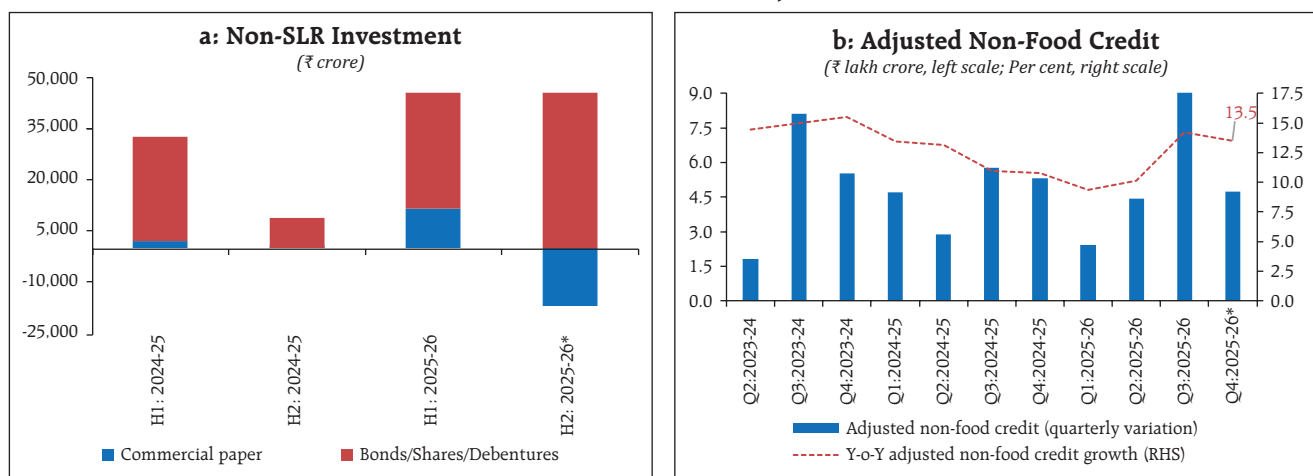 a: Non-SLR Investment
(₹ crore)
50,000
35,000
20,000
5,000
-10,000
-25,000
H1: 2024-25
H2: 2024-25
H1: 2025-26
H2: 2025-26*
Commercial paper
Bonds/Shares/Debentures
b: Adjusted Non-Food Credit
(₹ lakh crore, left scale; Per cent, right scale)
9.0
7.5
6.0
4.5
3.0
1.5
0.0
17.5
15.0
12.5
10.0
7.5
5.0
2.5
0.0
13.5
Q2:2023-24
Q3:2023-24
Q4:2023-24
Q1:2024-25
Q2:2024-25
Q3:2024-25
Q4:2024-25
Q1:2025-26
Q2:2025-26
Q3:2025-26
Q4:2025-26*
Adjusted non-food credit (quarterly variation)
Y-o-Y adjusted non-food credit growth (RHS)